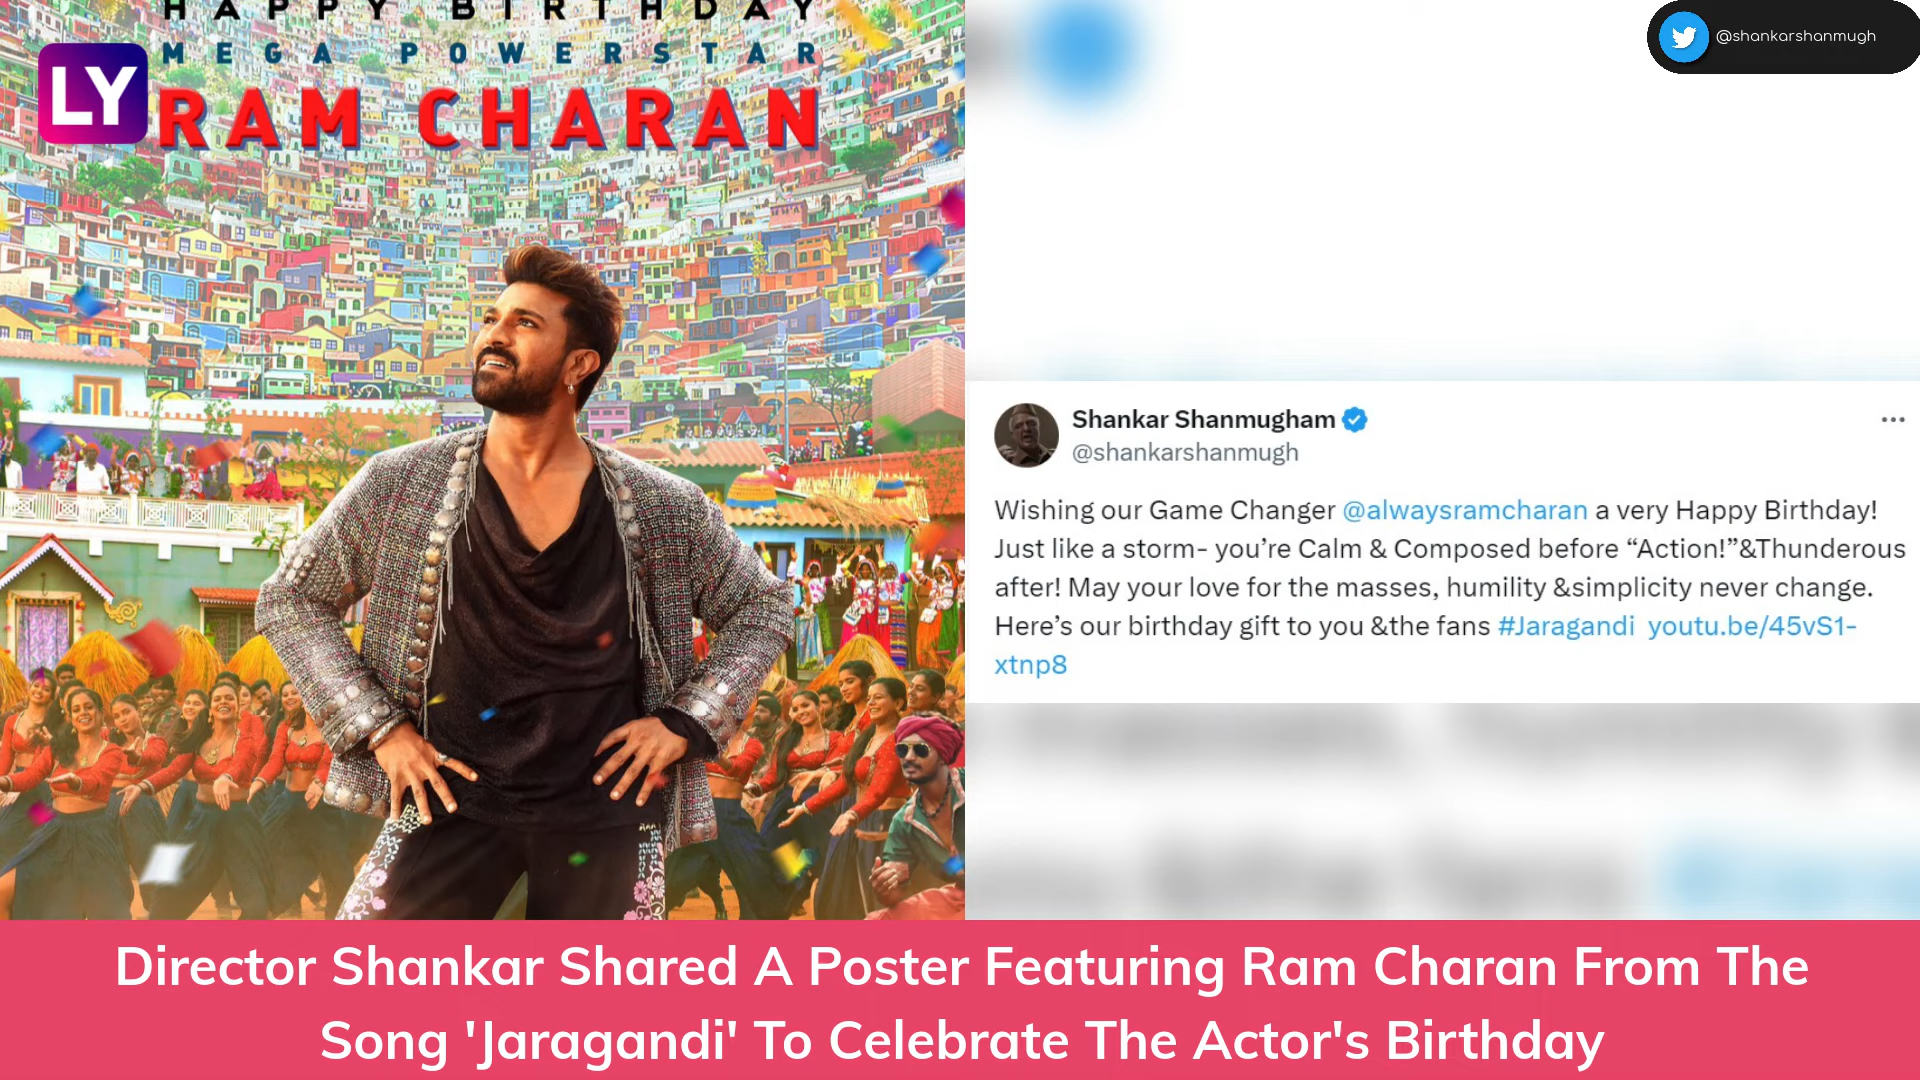 HAPPY BIRTHDAY
MEGA POWERSTAR
LY
RAM CHARAN
@shankarshanmugh
Shankar Shanmugham
@shankarshanmugh
Wishing our Game Changer @alwaysramcharan a very Happy Birthday!
Just like a storm- you’re Calm & Composed before “Action!”&Thunderous
after! May your love for the masses, humility &simplicity never change.
Here’s our birthday gift to you &the fans #Jaragandi youtu.be/45vS1-
xtnp8
Director Shankar Shared A Poster Featuring Ram Charan From The
Song 'Jaragandi' To Celebrate The Actor's Birthday